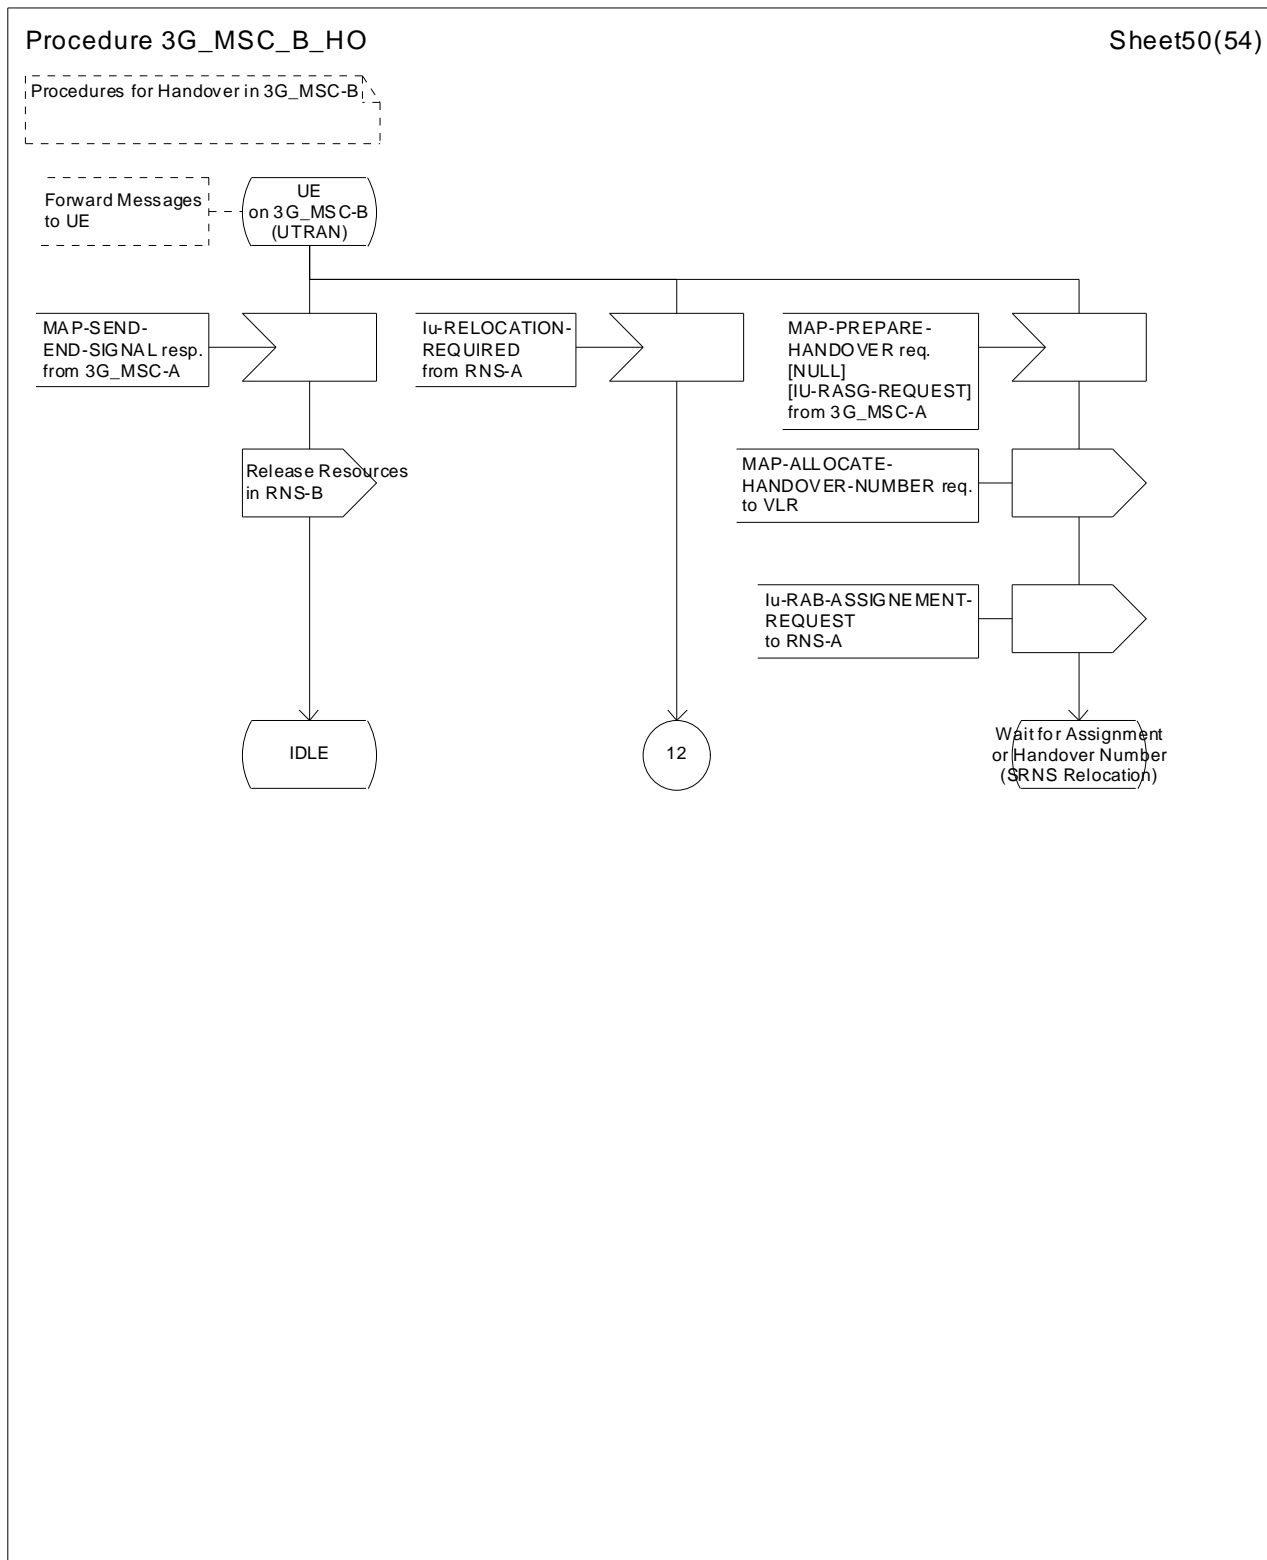 Procedure 3G_MSC_B_HO
Sheet50(54)
Procedures for Handover in 3G_MSC-B
Forward Messages
to UE
UE
on 3G_MSC-B
(UTRAN)
MAP-SEND-
END-SIGNAL resp.
from 3G_MSC-A
Iu-RELOCATION-
REQUIRED
from RNS-A
MAP-PREPARE-
HANDOVER req.
[NULL]
[IU-RASG-REQUEST]
from 3G_MSC-A
Release Resources
in RNS-B
MAP-ALLOCATE-
HANDOVER-NUMBER req.
to VLR
Iu-RAB-ASSIGNEMENT-
REQUEST
to RNS-A
IDLE
12
Wait for Assignment
or Handover Number
(SRNS Relocation)